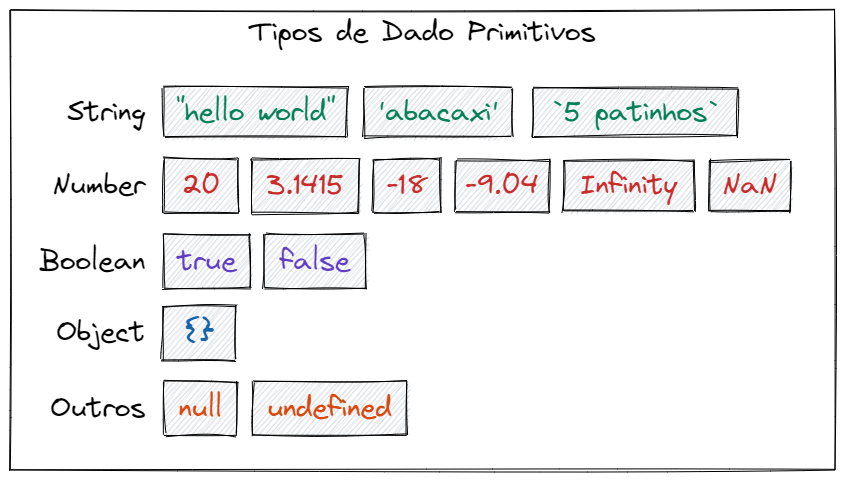 Tipos de Dado Primitivos
String "hello world" 'abacaxi' `5 patinhos`
Number 20 3.1415 -18 -9.04 Infinity NaN
Boolean true false
Object {}
Outros null undefined